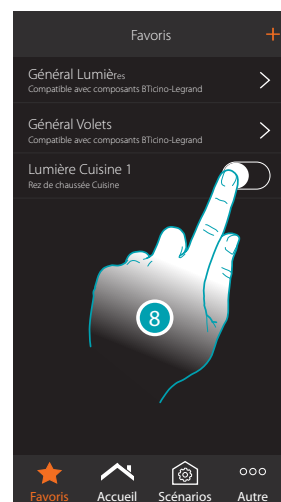 Favoris +
Général Lumières
Compatible avec composants BTicino-Legrand
Général Volets
Compatible avec composants BTicino-Legrand
Lumière Cuisine 1
Rez de chaussée Cuisine
8
Favoris Accueil Scénarios Autre